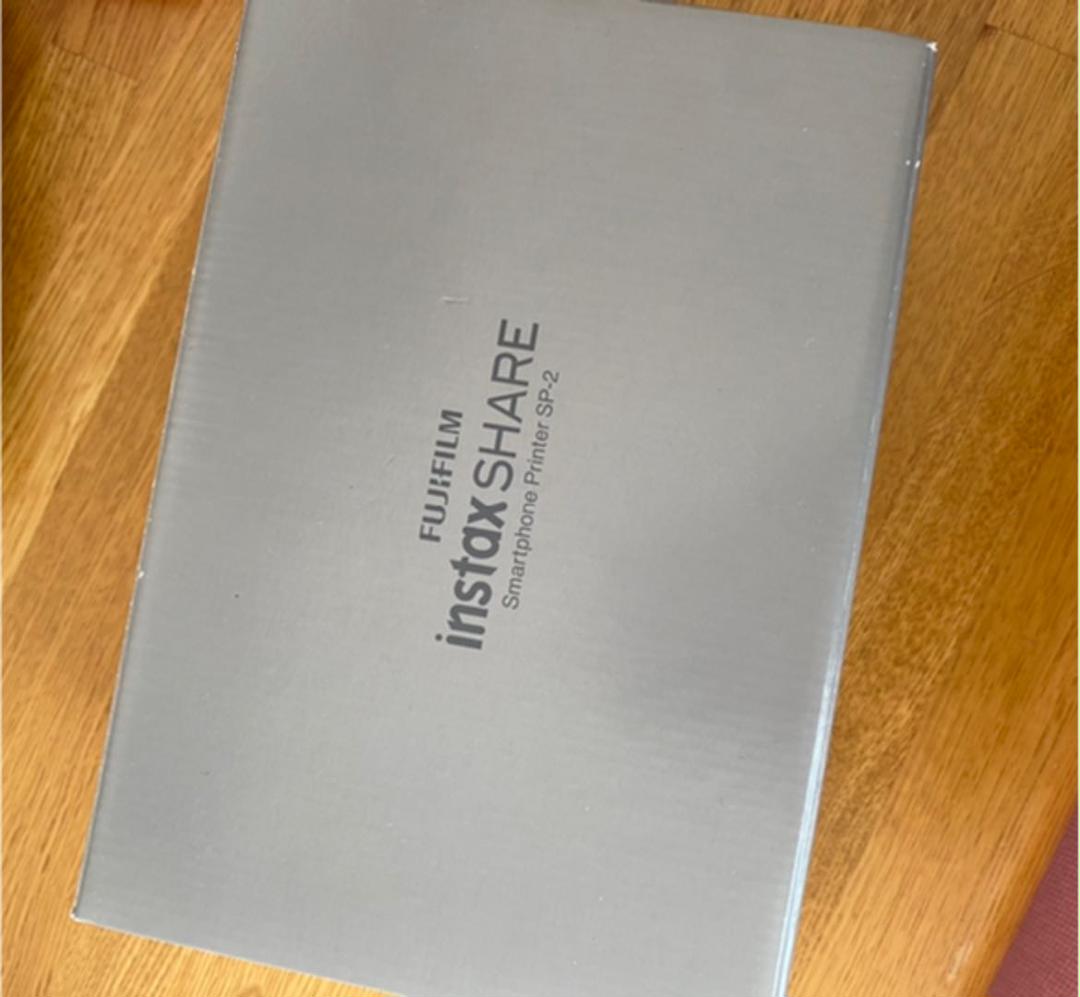 FUJIFILM
instax SHARE
Smartphone Printer SP-2